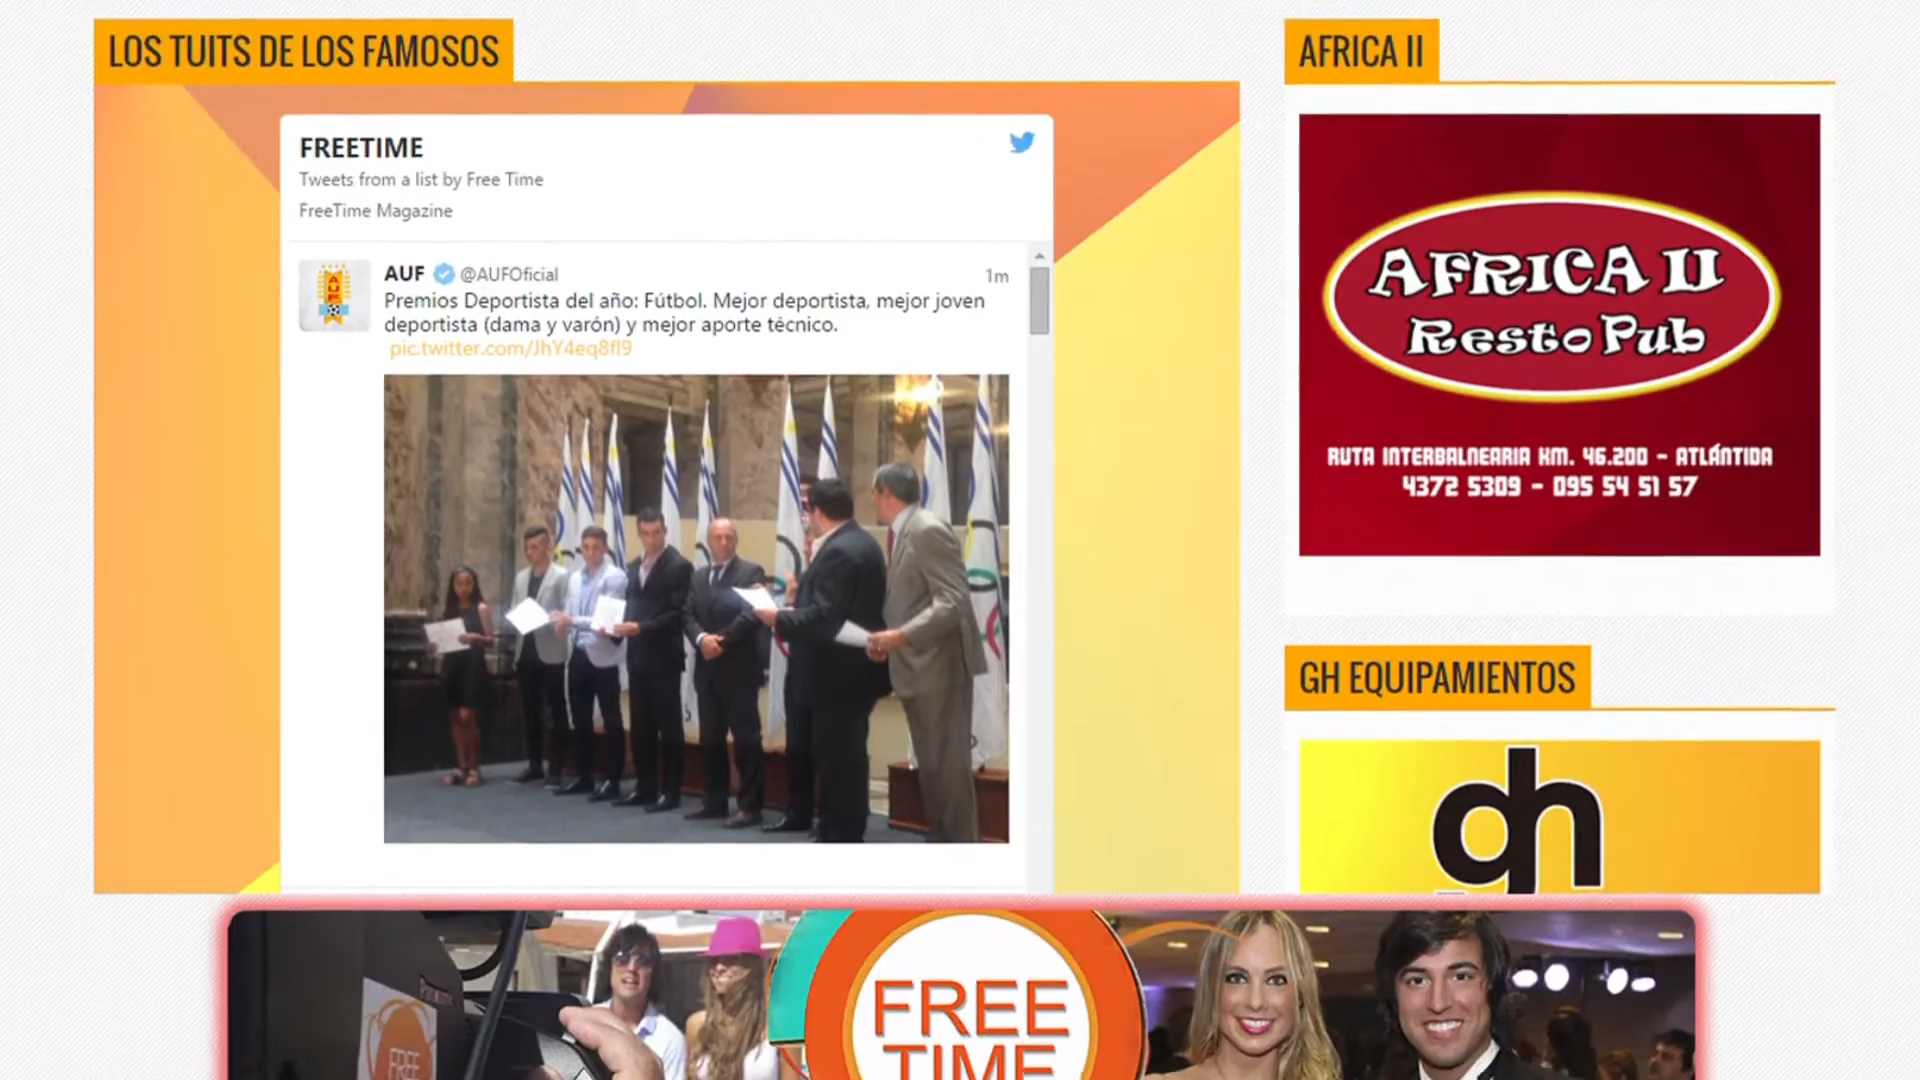 LOS TUITS DE LOS FAMOSOS
FREETIME
Tweets from a list by Free Time
FreeTime Magazine
AUF @AUFOficial 1m
Premios Deportista del año: Fútbol. Mejor deportista, mejor joven
deportista (dama y varón) y mejor aporte técnico.
pic.twitter.com/JhY4eq8fl9
AFRICA II
AFRICA II
Resto Pub
RUTA INTERBALNEARIA KM. 46.200 - ATLÁNTIDA
4372 5309 - 095 54 51 57
GH EQUIPAMIENTOS
gh
FREE
TIME
FREE